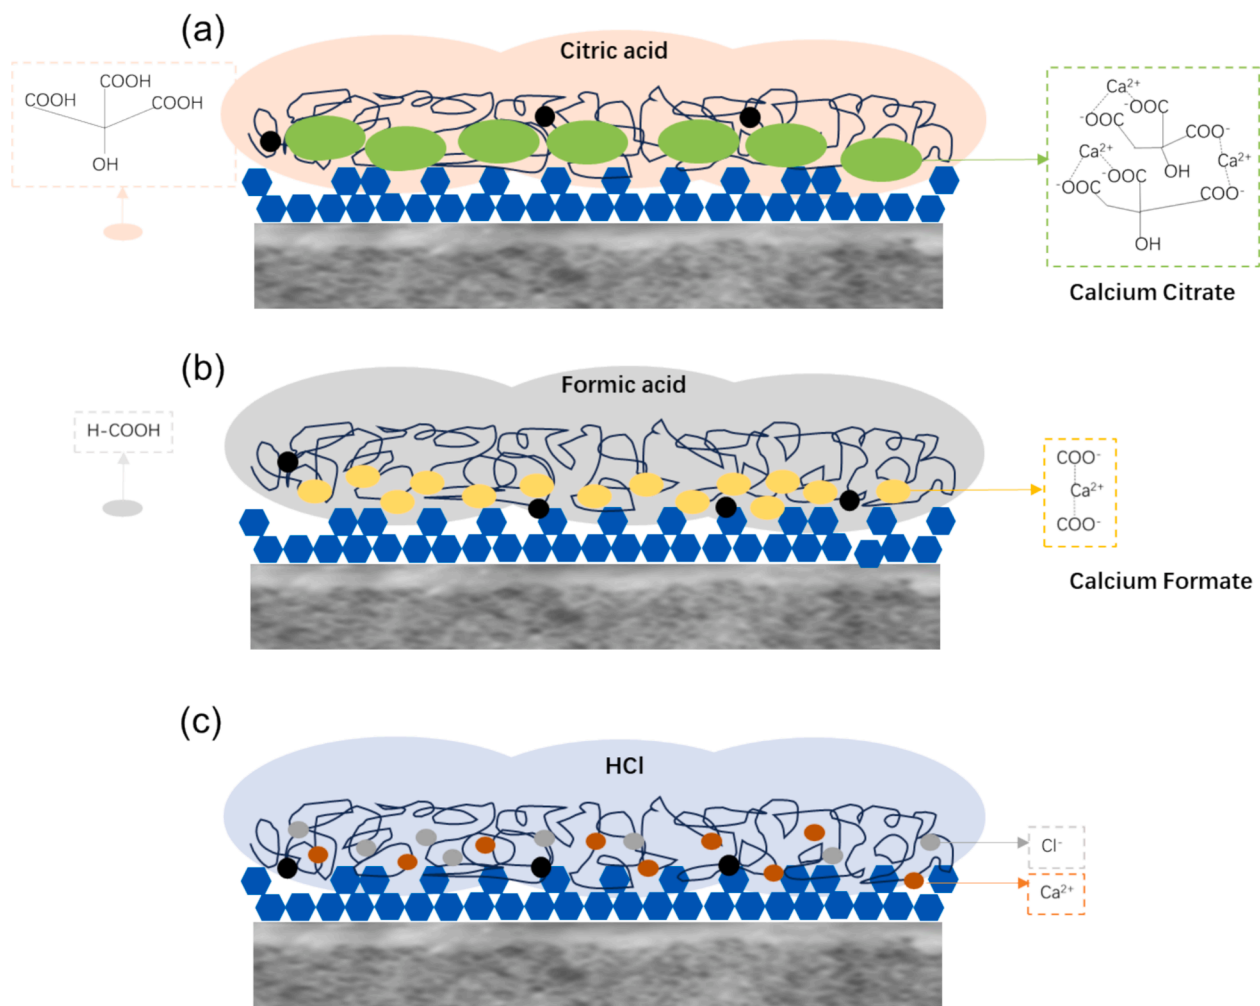 (a)
Citric acid
COOH
COOH
COOH
OH
Ca²⁺
⁻OOC
⁻OOC
COO⁻
Ca²⁺
Ca²⁺
OH
⁻OOC
⁻OOC
COO⁻
OH
Calcium Citrate
(b)
Formic acid
H-COOH
COO⁻
Ca²⁺
COO⁻
Calcium Formate
(c)
HCl
Cl⁻
Ca²⁺